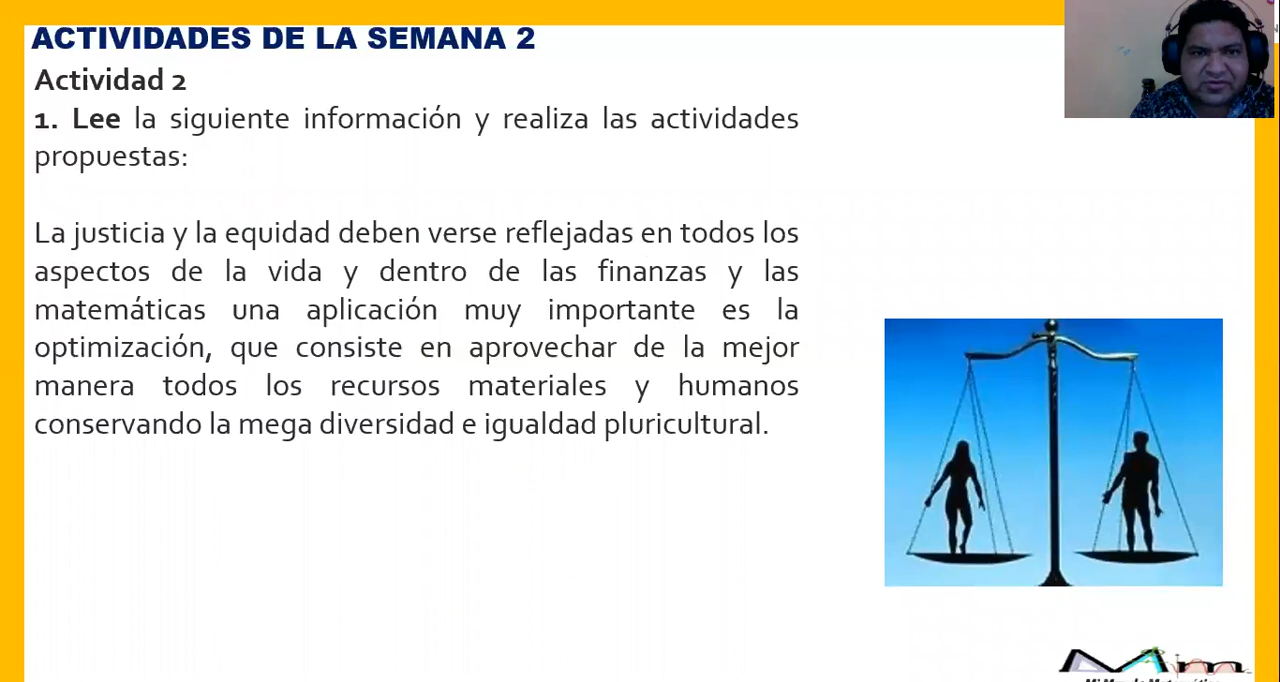 ACTIVIDADES DE LA SEMANA 2
Actividad 2
1. Lee la siguiente información y realiza las actividades
propuestas:
La justicia y la equidad deben verse reflejadas en todos los
aspectos de la vida y dentro de las finanzas y las
matemáticas una aplicación muy importante es la
optimización, que consiste en aprovechar de la mejor
manera todos los recursos materiales y humanos
conservando la mega diversidad e igualdad pluricultural.